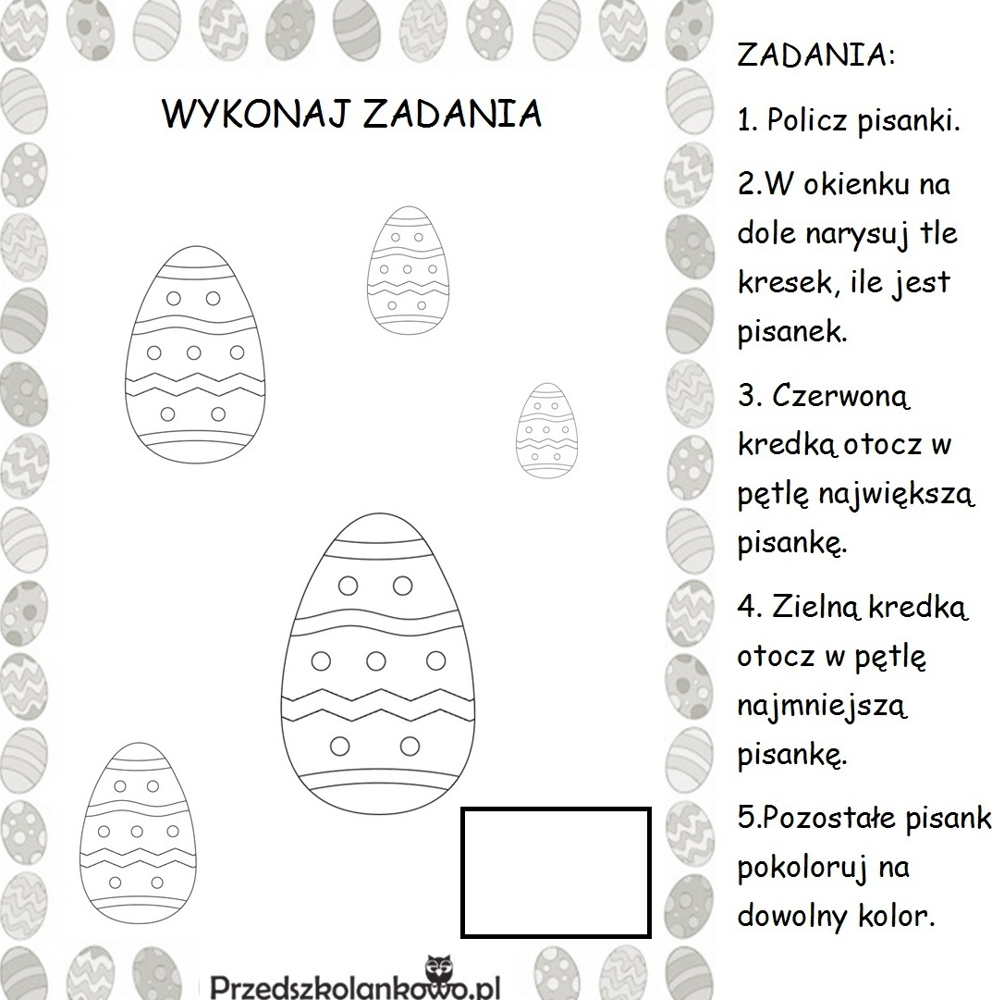 WYKONAJ ZADANIA
ZADANIA:
1. Policz pisanki.
2.W okienku na
dole narysuj tle
kresek, ile jest
pisanek.
3. Czerwoną
kredką otocz w
pętlę największą
pisankę.
4. Zielną kredką
otocz w pętlę
najmniejszą
pisankę.
5.Pozostałe pisank
pokoloruj na
dowolny kolor.
Przedszkolankowo.pl